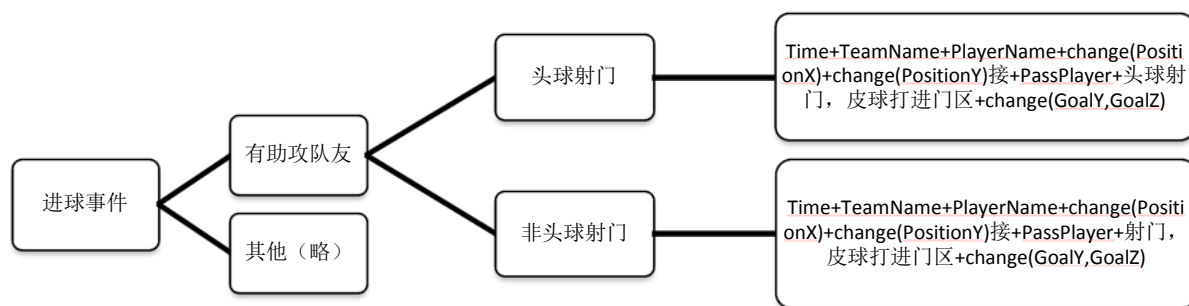 进球事件
有助攻队友
其他（略）
头球射门
Time+TeamName+PlayerName+change(Positi
onX)+change(PositionY)接+PassPlayer+头球射
门，皮球打进门区+change(GoalY,GoalZ)
非头球射门
Time+TeamName+PlayerName+change(Positi
onX)+change(PositionY)接+PassPlayer+射门，
皮球打进门区+change(GoalY,GoalZ)